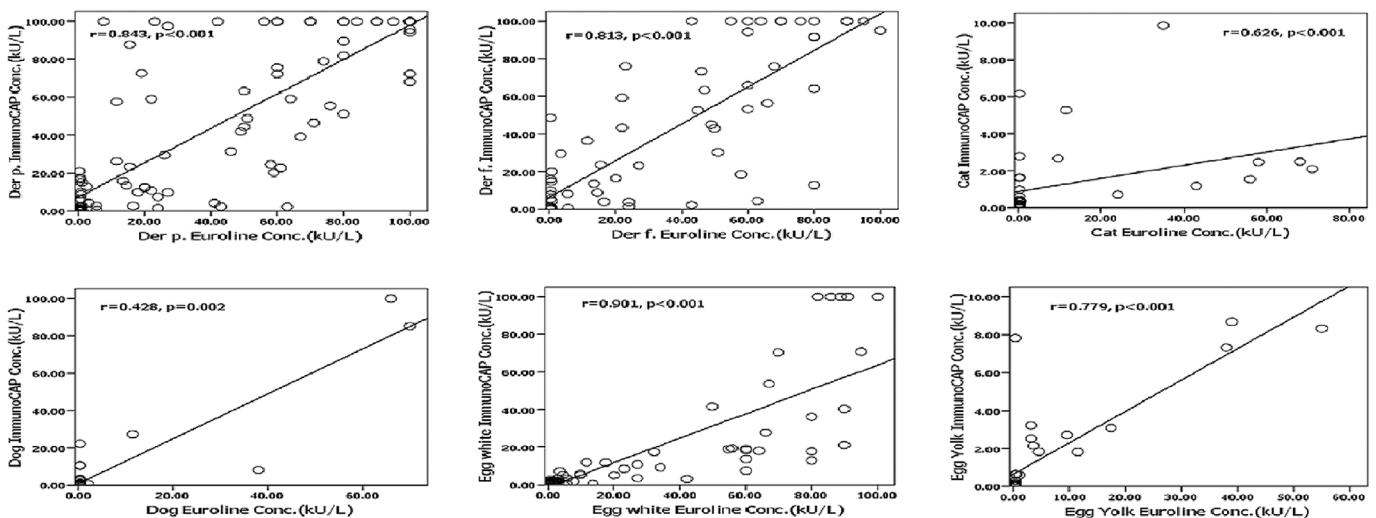 r=0.843, p<0.001
Der p. ImmunoCAP Conc.(kU/L)
100.00
80.00
60.00
40.00
20.00
0.00
0.00 20.00 40.00 60.00 80.00 100.00
Der p. Euroline Conc.(kU/L)
r=0.813, p<0.001
Der f. ImmunoCAP Conc.(kU/L)
100.00
80.00
60.00
40.00
20.00
0.00
0.00 20.00 40.00 60.00 80.00 100.00
Der f. Euroline Conc.(kU/L)
r=0.626, p<0.001
Cat ImmunoCAP Conc.(kU/L)
10.00
8.00
6.00
4.00
2.00
0.00
0.00 20.00 40.00 60.00 80.00
Cat Euroline Conc.(kU/L)
r=0.428, p=0.002
Dog ImmunoCAP Conc.(kU/L)
100.00
80.00
60.00
40.00
20.00
0.00
0.00 20.00 40.00 60.00
Dog Euroline Conc.(kU/L)
r=0.901, p<0.001
Egg white ImmunoCAP Conc.(kU/L)
100.00
80.00
60.00
40.00
20.00
0.00
0.00 20.00 40.00 60.00 80.00 100.00
Egg white Euroline Conc.(kU/L)
r=0.779, p<0.001
Egg Yolk ImmunoCAP Conc.(kU/L)
10.00
8.00
6.00
4.00
2.00
0.00
0.00 10.00 20.00 30.00 40.00 50.00 60.00
Egg Yolk Euroline Conc.(kU/L)